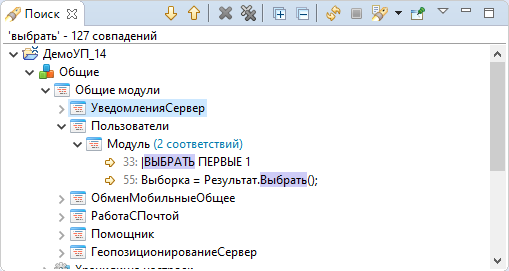 Поиск
'выбрать' - 127 совпадений
ДемоУП_14
Общие
Общие модули
УведомленияСервер
Пользователи
Модуль (2 соответствий)
33: |ВЫБРАТЬ ПЕРВЫЕ 1
55: Выборка = Результат.Выбрать();
ОбменМобильныеОбщее
РаботаСПочтой
Помощник
ГеопозиционированиеСервер